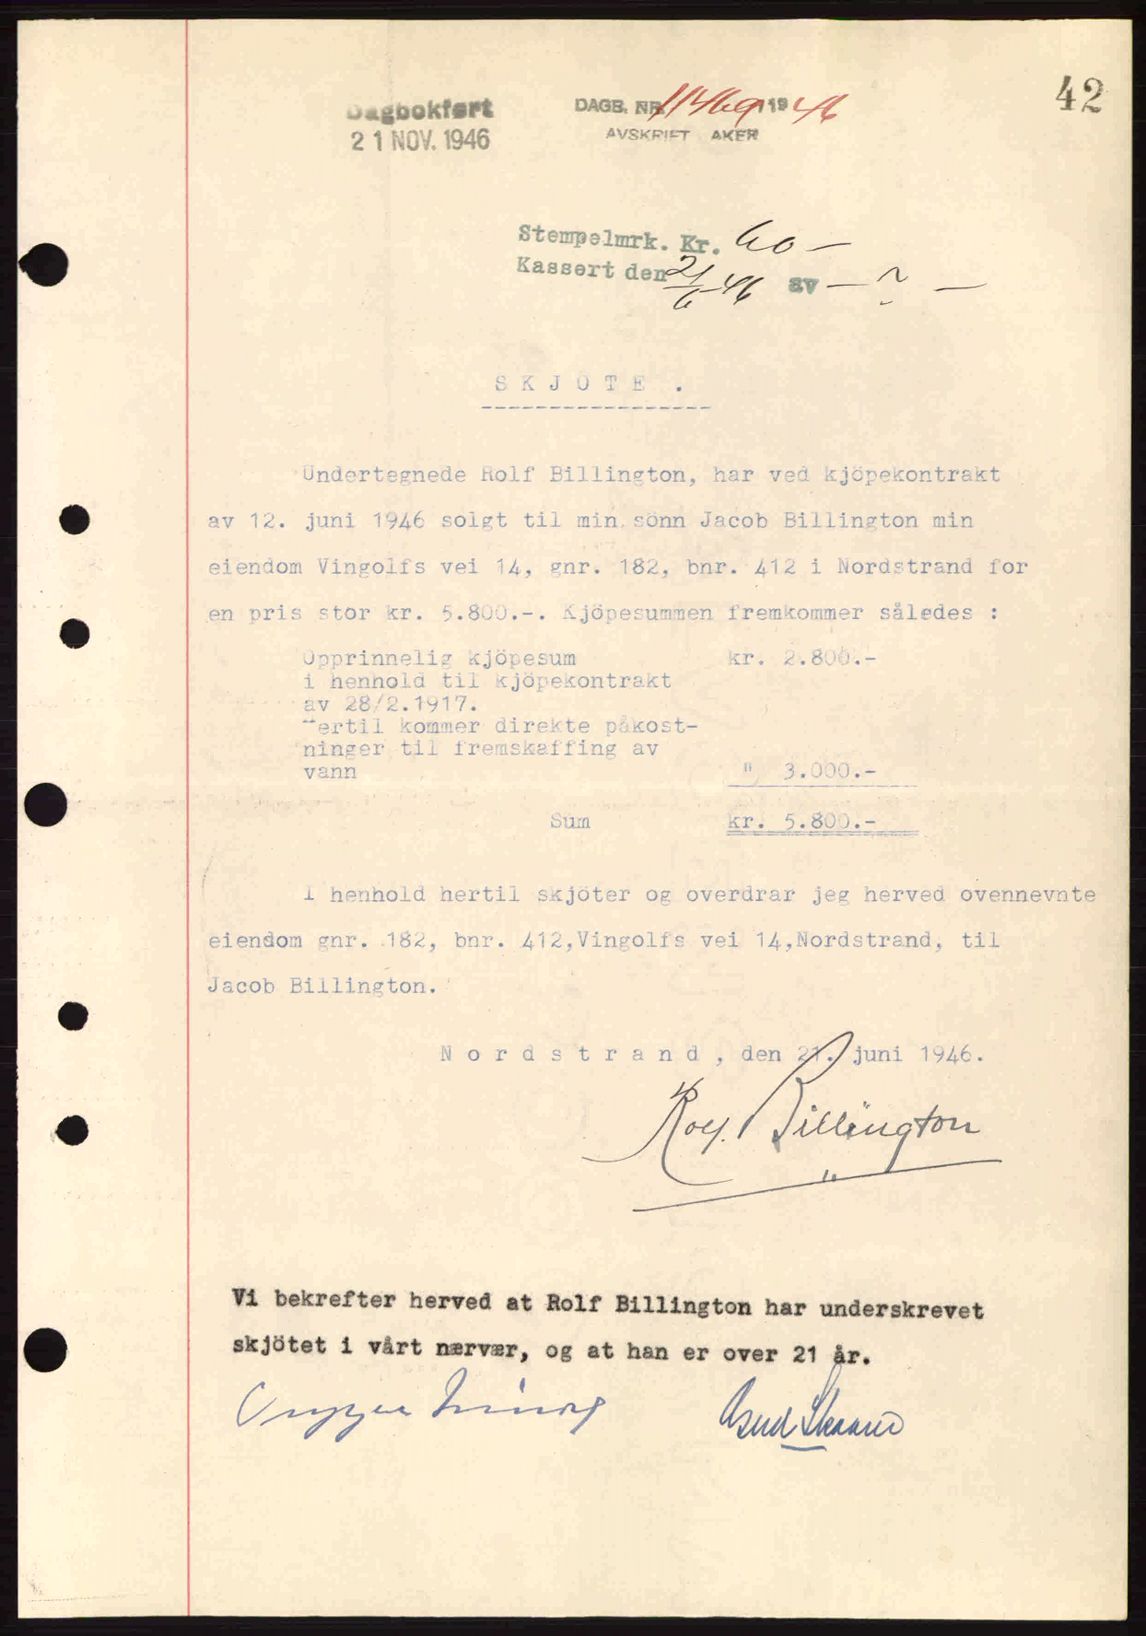 42
Dagbokført
21 NOV. 1946
DAGB. NR. 11469 1946
AVSKRIFT AKER
Stempelmrk. Kr. 60 —
Kassert den 21/6-46 av — ? —
S K J Ö T E .
Undertegnede Rolf Billington, har ved kjöpekontrakt
av 12. juni 1946 solgt til min sönn Jacob Billington min
eiendom Vingolfs vei 14, gnr. 182, bnr. 412 i Nordstrand for
en pris stor kr. 5.800.-. Kjöpesummen fremkommer således :
Opprinnelig kjöpesum kr. 2.800.-
i henhold til kjöpekontrakt
av 28/2.1917.
Hertil kommer direkte påkost-
ninger til fremskaffing av
vann " 3.000.-
Sum kr. 5.800.-
I henhold hertil skjöter og overdrar jeg herved ovennevnte
eiendom gnr. 182, bnr. 412,Vingolfs vei 14,Nordstrand, til
Jacob Billington.
N o r d s t r a n d , den 21. juni 1946.
Rolf Billington
Vi bekrefter herved at Rolf Billington har underskrevet
skjötet i vårt nærvær, og at han er over 21 år.